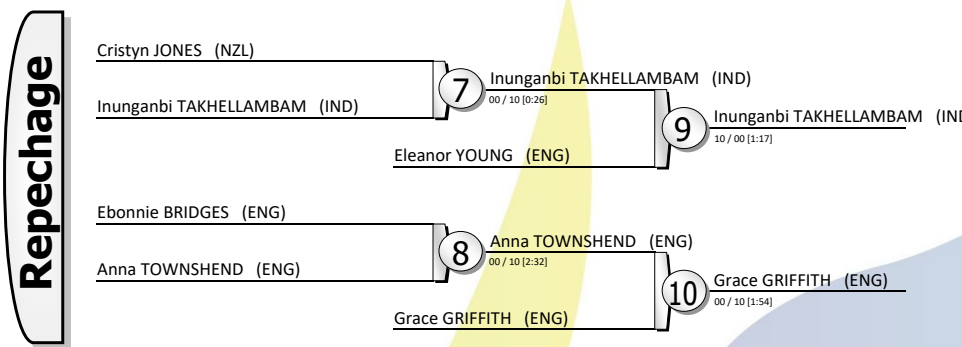 Repechage
Cristyn JONES (NZL)
Inunganbi TAKHELLAMBAM (IND)
7
Inunganbi TAKHELLAMBAM (IND)
00 / 10 [0:26]
Eleanor YOUNG (ENG)
9
Inunganbi TAKHELLAMBAM (IND
10 / 00 [1:17]
Ebonnie BRIDGES (ENG)
Anna TOWNSHEND (ENG)
8
Anna TOWNSHEND (ENG)
00 / 10 [2:32]
Grace GRIFFITH (ENG)
10
Grace GRIFFITH (ENG)
00 / 10 [1:54]